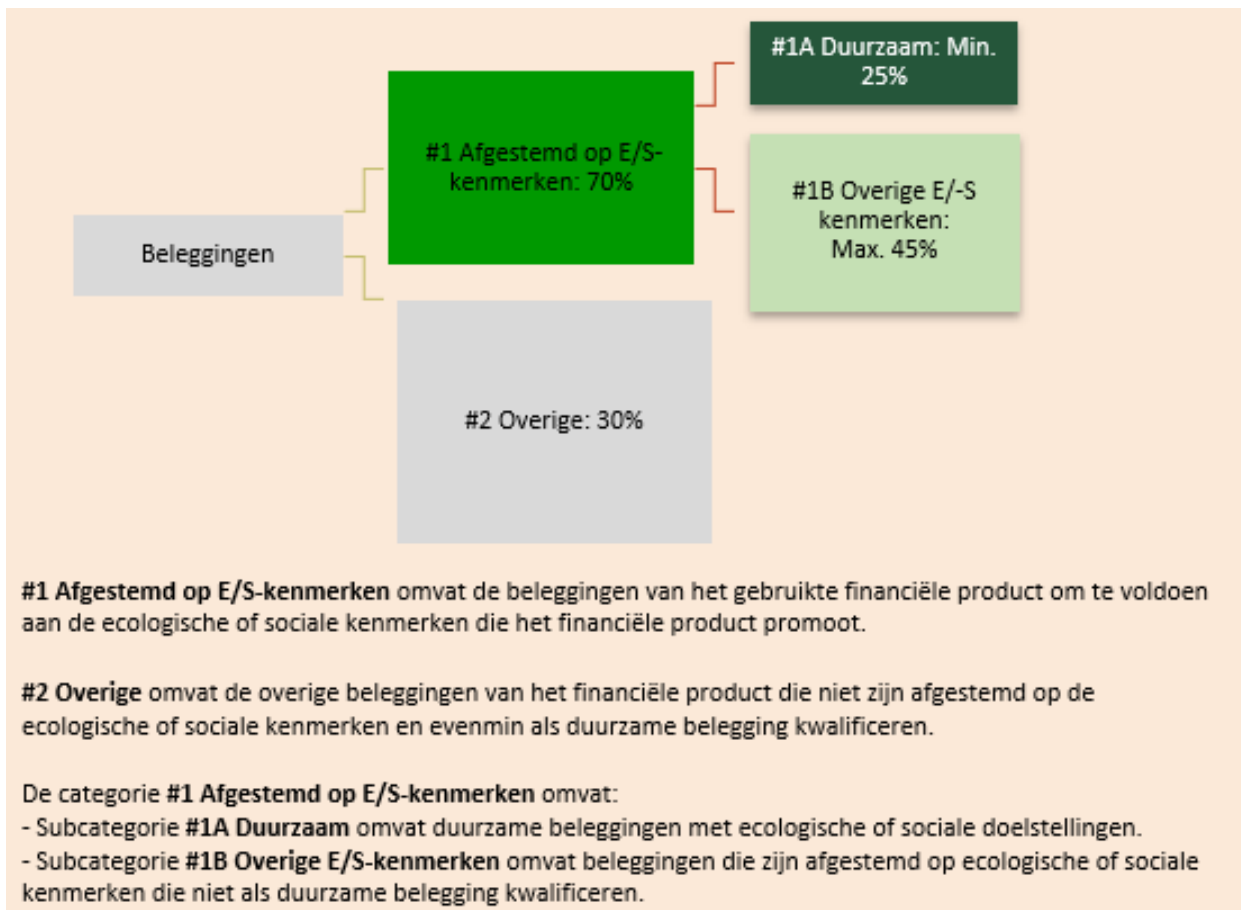 #1A Duurzaam: Min.
25%
#1 Afgestemd op E/S-
kenmerken: 70%
#1B Overige E/-S
kenmerken:
Max. 45%
Beleggingen
#2 Overige: 30%
#1 Afgestemd op E/S-kenmerken omvat de beleggingen van het gebruikte financiële product om te voldoen
aan de ecologische of sociale kenmerken die het financiële product promoot.
#2 Overige omvat de overige beleggingen van het financiële product die niet zijn afgestemd op de
ecologische of sociale kenmerken en evenmin als duurzame belegging kwalificeren.
De categorie #1 Afgestemd op E/S-kenmerken omvat:
- Subcategorie #1A Duurzaam omvat duurzame beleggingen met ecologische of sociale doelstellingen.
- Subcategorie #1B Overige E/S-kenmerken omvat beleggingen die zijn afgestemd op ecologische of sociale
kenmerken die niet als duurzame belegging kwalificeren.